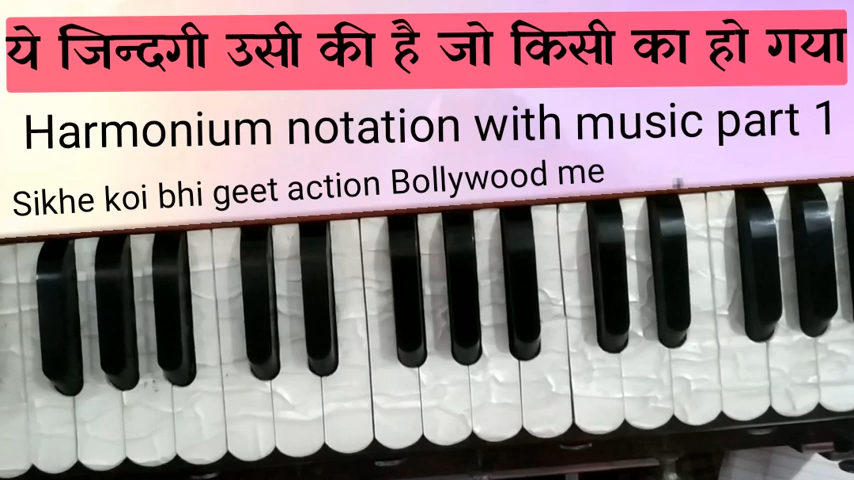 ये जिन्दगी उसी की है जो किसी का हो गया
Harmonium notation with music part 1
Sikhe koi bhi geet action Bollywood me